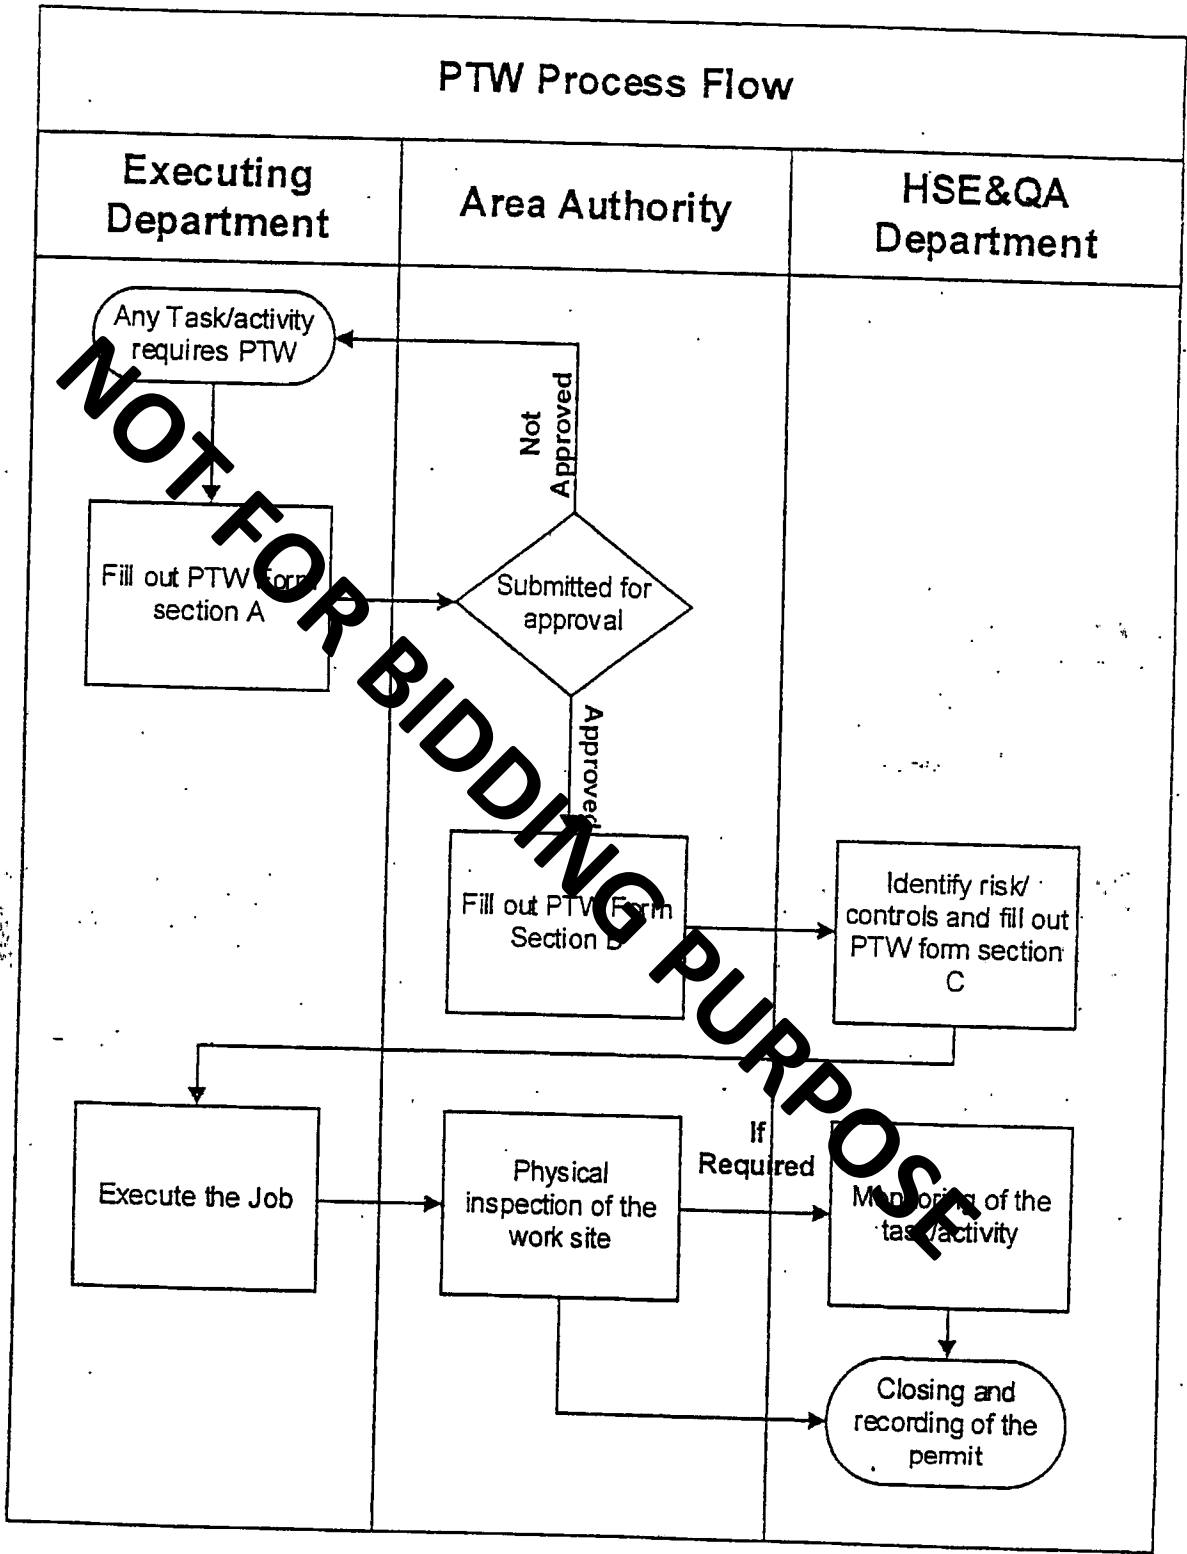 PTW Process Flow
Executing
Department
Area Authority
HSE&QA
Department
Any Task/activity
requires PTW
Not
Approved
Fill out PTW Form
section A
Submitted for
approval
Approved
Fill out PTW Form
Section B
Identify risk/
controls and fill out
PTW form section
C
Execute the Job
Physical
inspection of the
work site
If
Required
Monitoring of the
task/activity
Closing and
recording of the
permit
NOT FOR BIDDING PURPOSE